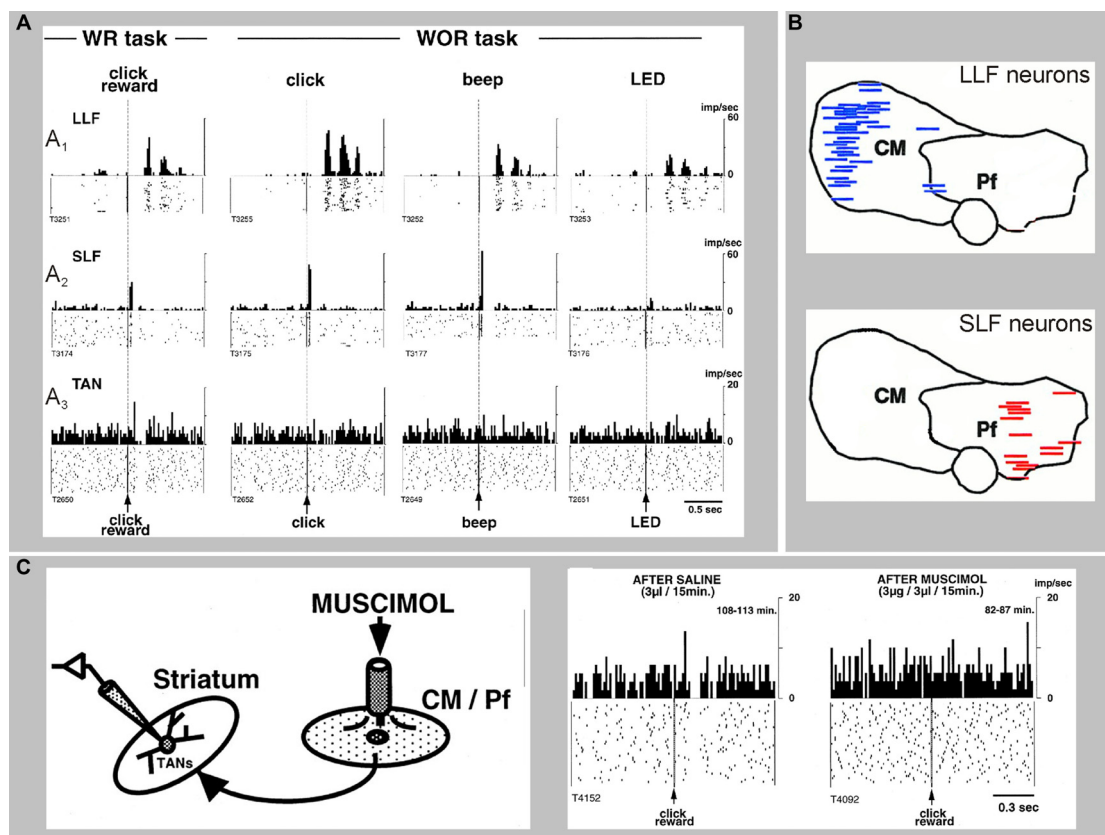 A
WR task
WOR task
click
reward
click
beep
LED
A1
LLF
imp/sec
60
0
T3251
T3255
T3252
T3253
A2
SLF
imp/sec
60
0
T3174
T3175
T3177
T3176
A3
TAN
imp/sec
20
0
T2650
T2652
T2649
T2651
0.5 sec
click
reward
click
beep
LED
B
LLF neurons
CM
Pf
SLF neurons
CM
Pf
C
MUSCIMOL
Striatum
CM / Pf
TANs
AFTER SALINE
(3μl / 15min.)
108-113 min.
20
0
T4152
click
reward
AFTER MUSCIMOL
(3μg / 3μl / 15min.)
imp/sec
82-87 min.
20
0
T4092
click
reward
0.3 sec